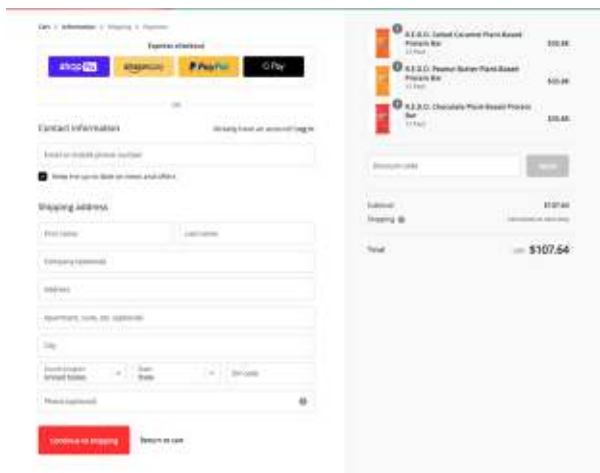 Cart > Information > Shipping > Payment
Express checkout
shop Pay
amazon pay
PayPal
G Pay
OR
Contact information
Already have an account? Log in
Email or mobile phone number
Keep me up to date on news and offers
Shipping address
First name
Last name
Company (optional)
Address
Apartment, suite, etc. (optional)
City
Country/region
United States
State
State
ZIP code
Phone (optional)
Continue to shipping
Return to cart
Salted Caramel Plant-Based
Protein Bar
12 Pack
Peanut Butter Plant-Based
Protein Bar
12 Pack
Chocolate Plant-Based Protein
Bar
12 Pack
Discount code
Subtotal
$107.64
Shipping
Calculated at next step
Total
$107.64